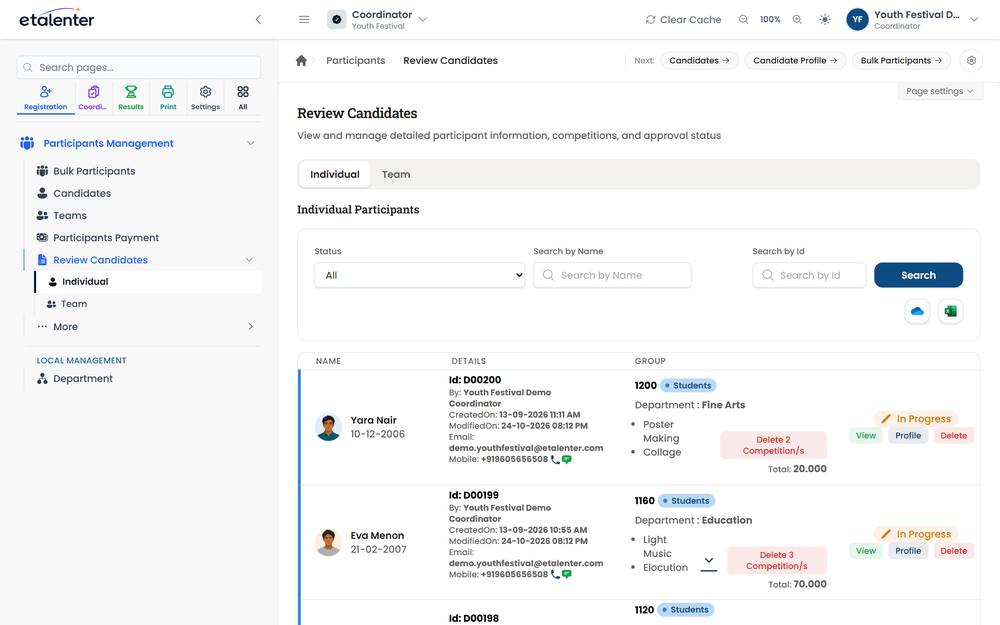 etalenter
Coordinator
Youth Festival
Clear Cache
100%
YF
Youth Festival D...
Coordinator
Search pages...
Registration
Coordi...
Results
Print
Settings
All
Participants
Review Candidates
Next:
Candidates →
Candidate Profile →
Bulk Participants →
Page settings
Participants Management
Bulk Participants
Candidates
Teams
Participants Payment
Review Candidates
Individual
Team
More
LOCAL MANAGEMENT
Department
Review Candidates
View and manage detailed participant information, competitions, and approval status
Individual
Team
Individual Participants
Status
Search by Name
Search by Id
All
Search by Name
Search by Id
Search
NAME
DETAILS
GROUP
Yara Nair
10-12-2006
Id: D00200
By: Youth Festival Demo
Coordinator
CreatedOn: 13-09-2026 11:11 AM
ModifiedOn: 24-10-2026 08:12 PM
Email:
demo.youthfestival@etalenter.com
Mobile: +919605656508
1200 • Students
Department : Fine Arts
• Poster
Making
• Collage
Delete 2
Competition/s
Total: 20.000
In Progress
View
Profile
Delete
Eva Menon
21-02-2007
Id: D00199
By: Youth Festival Demo
Coordinator
CreatedOn: 13-09-2026 10:55 AM
ModifiedOn: 24-10-2026 08:12 PM
Email:
demo.youthfestival@etalenter.com
Mobile: +919605656508
1160 • Students
Department : Education
• Light
Music
• Elocution
Delete 3
Competition/s
Total: 70.000
In Progress
View
Profile
Delete
Id: D00198
1120 • Students